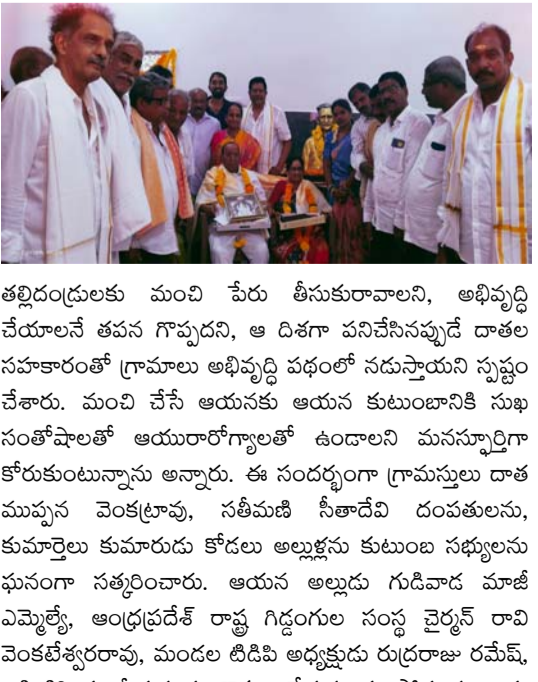 తల్లిదండ్రులకు మంచి పేరు తీసుకురావాలని, అభివృద్ధి
చేయాలనే తపన గొప్పదని, ఆ దిశగా పనిచేసినప్పుడే దాతల
సహకారంతో గ్రామాలు అభివృద్ధి పథంలో నడుస్తాయని స్పష్టం
చేశారు. మంచి చేసే ఆయనకు ఆయన కుటుంబానికి సుఖ
సంతోషాలతో ఆయురారోగ్యాలతో ఉండాలని మనస్ఫూర్తిగా
కోరుకుంటున్నాను అన్నారు. ఈ సందర్భంగా గ్రామస్తులు దాత
ముప్పన వెంకట్రావు, సతీమణి సీతాదేవి దంపతులను,
కుమార్తెలు కుమారుడు కోడలు అల్లుళ్లను కుటుంబ సభ్యులను
ఘనంగా సత్కరించారు. ఆయన అల్లుడు గుడివాడ మాజీ
ఎమ్మెల్యే, ఆంధ్రప్రదేశ్ రాష్ట్ర గిడ్డంగుల సంస్థ చైర్మన్ రావి
వెంకటేశ్వరరావు, మండల టిడిపి అధ్యక్షుడు రుద్రరాజు రమేష్,